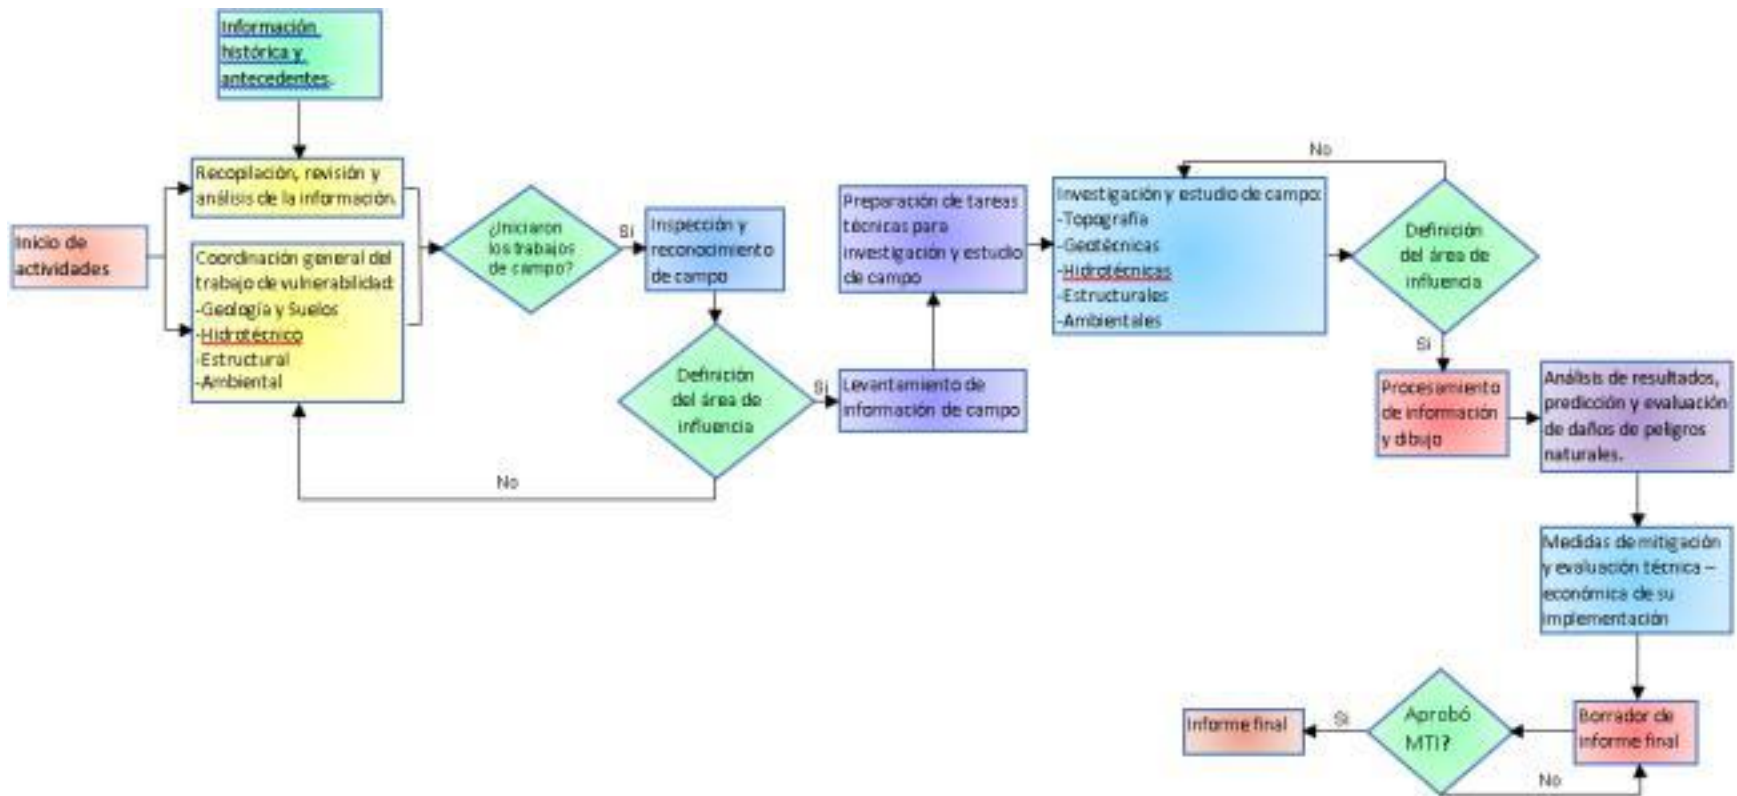 Información
histórica y
antecedentes.
Recopilación, revisión y
análisis de la información.
Inicio de
actividades
Coordinación general del
trabajo de vulnerabilidad:
-Geología y Suelos
-Hidrotécnico
-Estructural
-Ambiental
¿Iniciaron
los trabajos
de campo?
Si
Inspección y
reconocimiento
de campo
Definición
del área de
influencia
No
Si
Levantamiento de
información de campo
Preparación de tareas
técnicas para
investigación y estudio
de campo
Investigación y estudio de campo:
-Topografía
-Geotécnicas
-Hidrotécnicas
-Estructurales
-Ambientales
No
Definición
del área de
influencia
Si
Procesamiento
de información
y dibujo
Análisis de resultados,
predicción y evaluación
de daños de peligros
naturales.
Medidas de mitigación
y evaluación técnica –
económica de su
implementación
Borrador de
informe final
Aprobó
MTI?
No
Si
Informe final